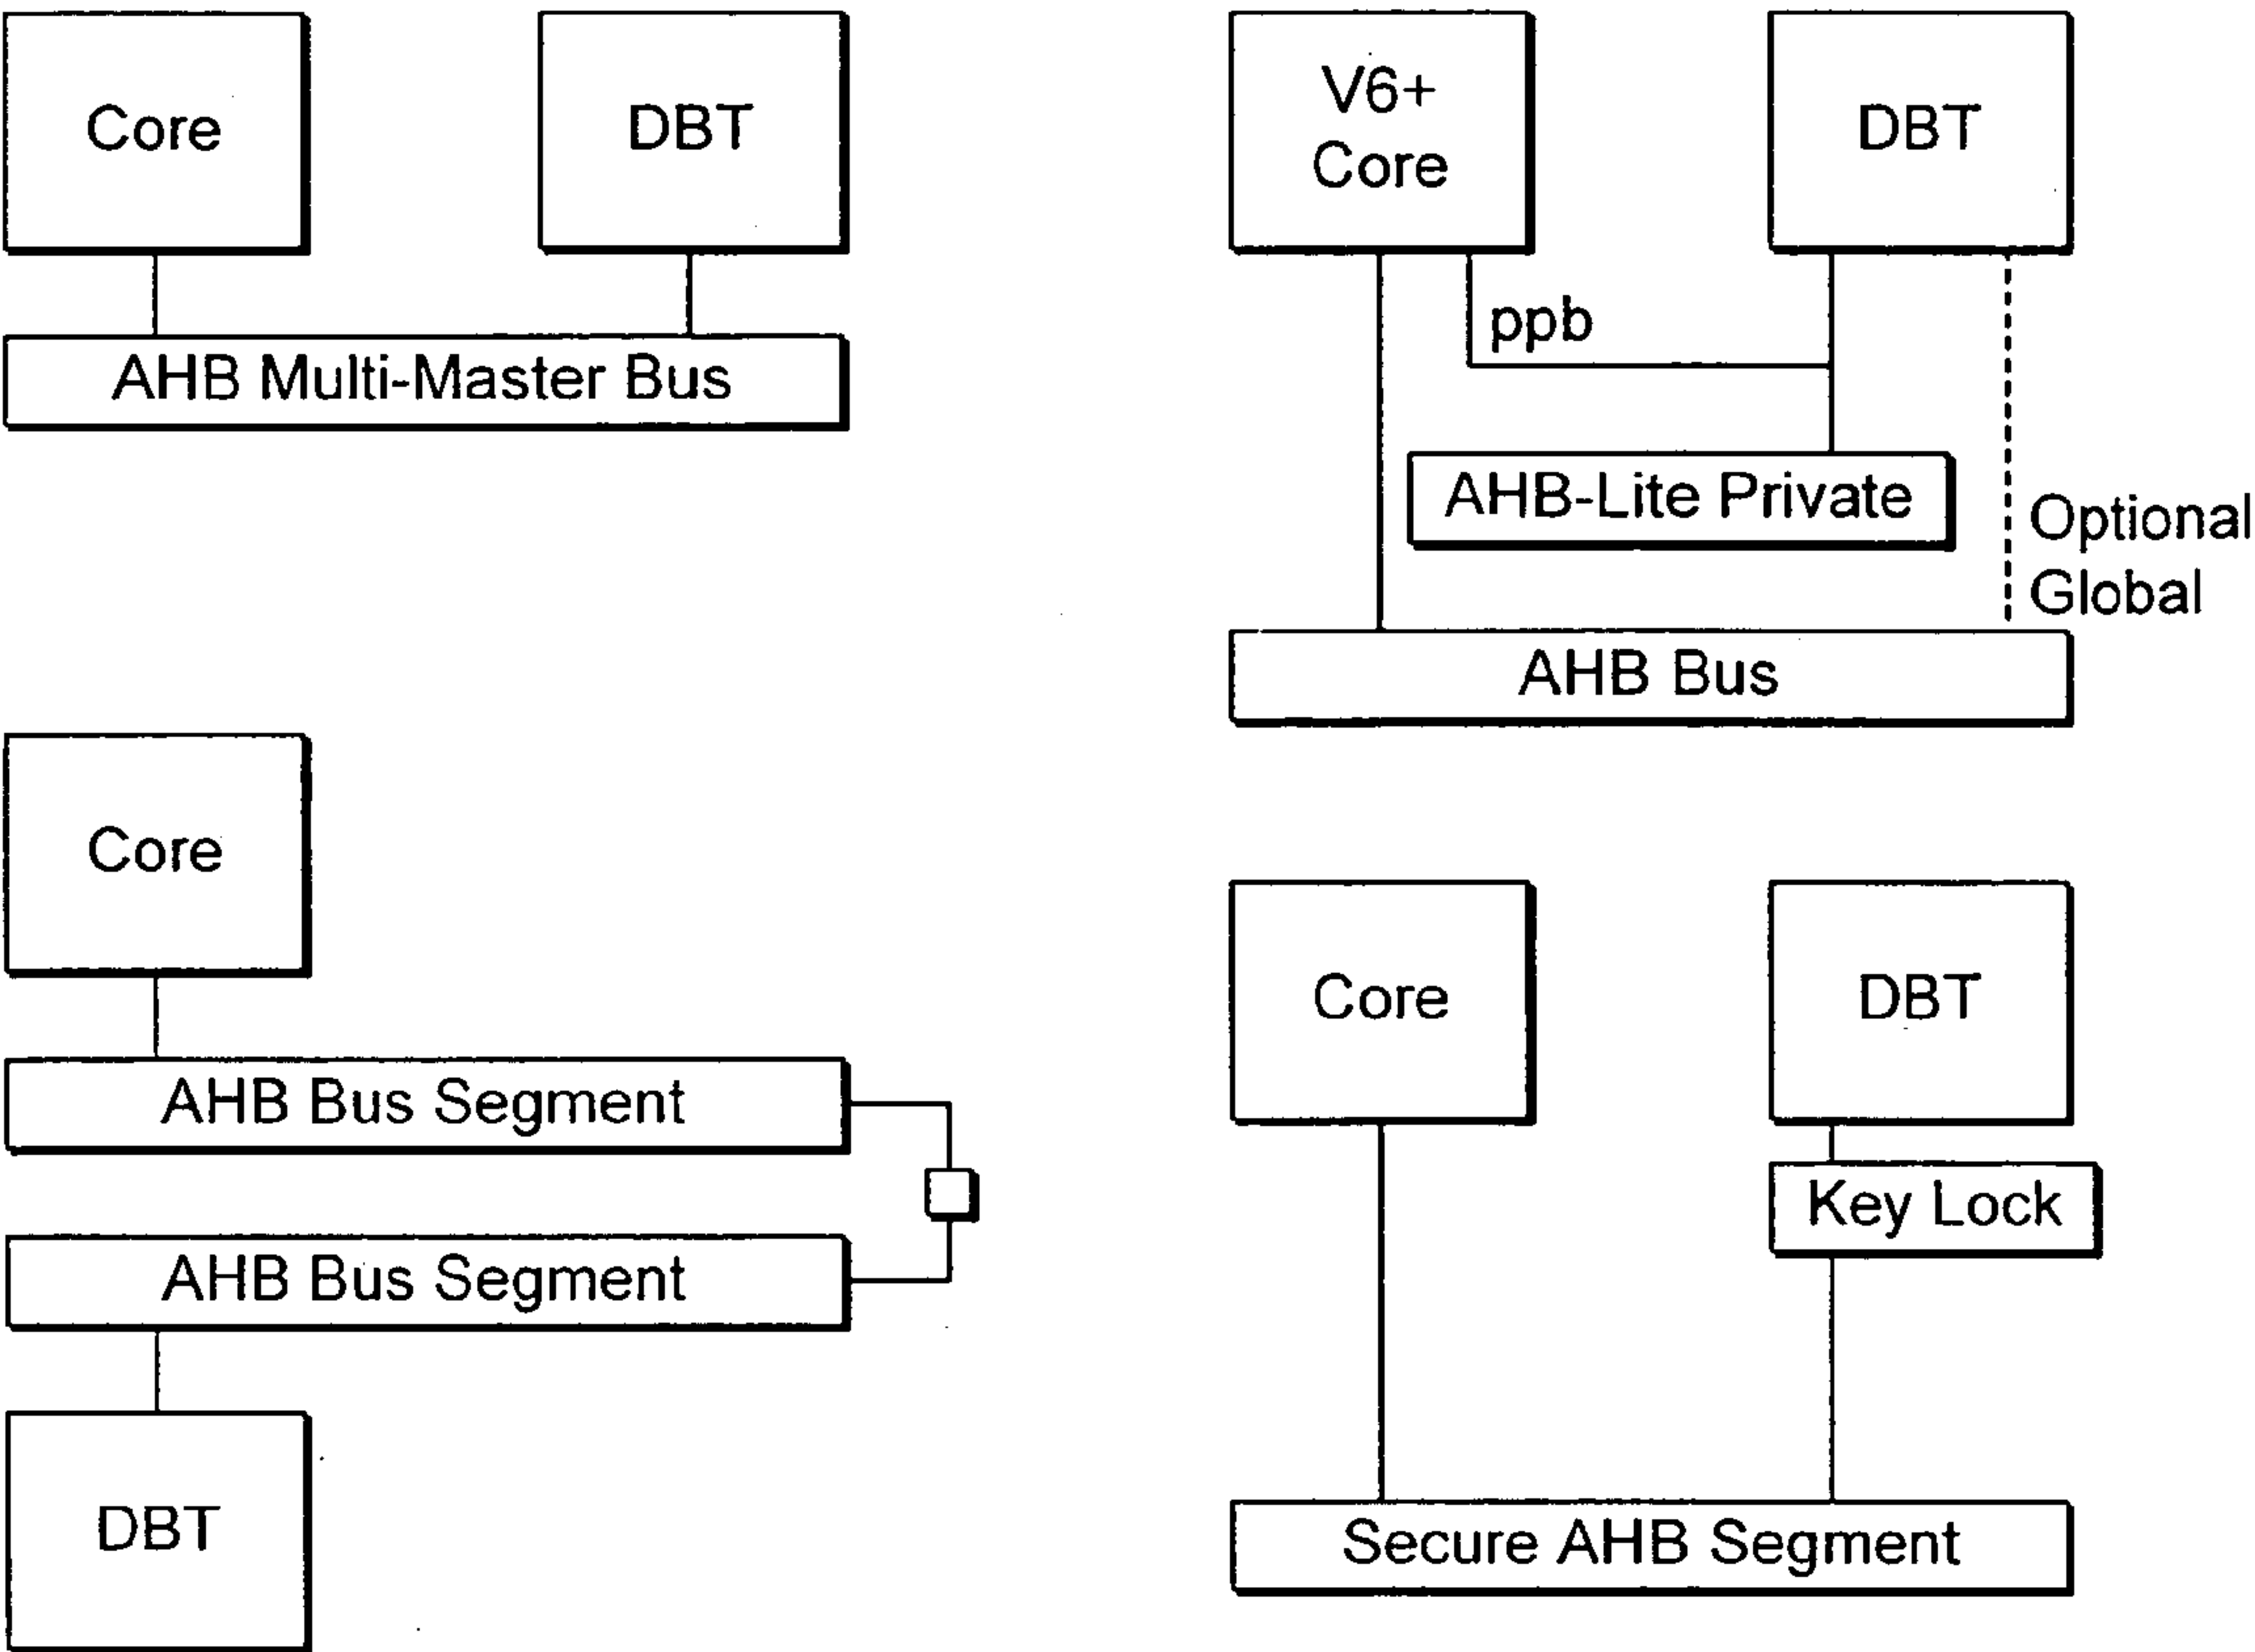 Core
DBT
AHB Multi-Master Bus
V6+
Core
DBT
ppb
AHB-Lite Private
Optional
Global
AHB Bus
Core
AHB Bus Segment
AHB Bus Segment
DBT
Core
DBT
Key Lock
Secure AHB Segment